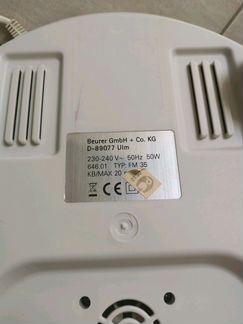 Beurer GmbH + Co. KG
D-89077 Ulm
230-240 V~ 50Hz 50W
646.01 TYP: FM 35
KB/MAX 20